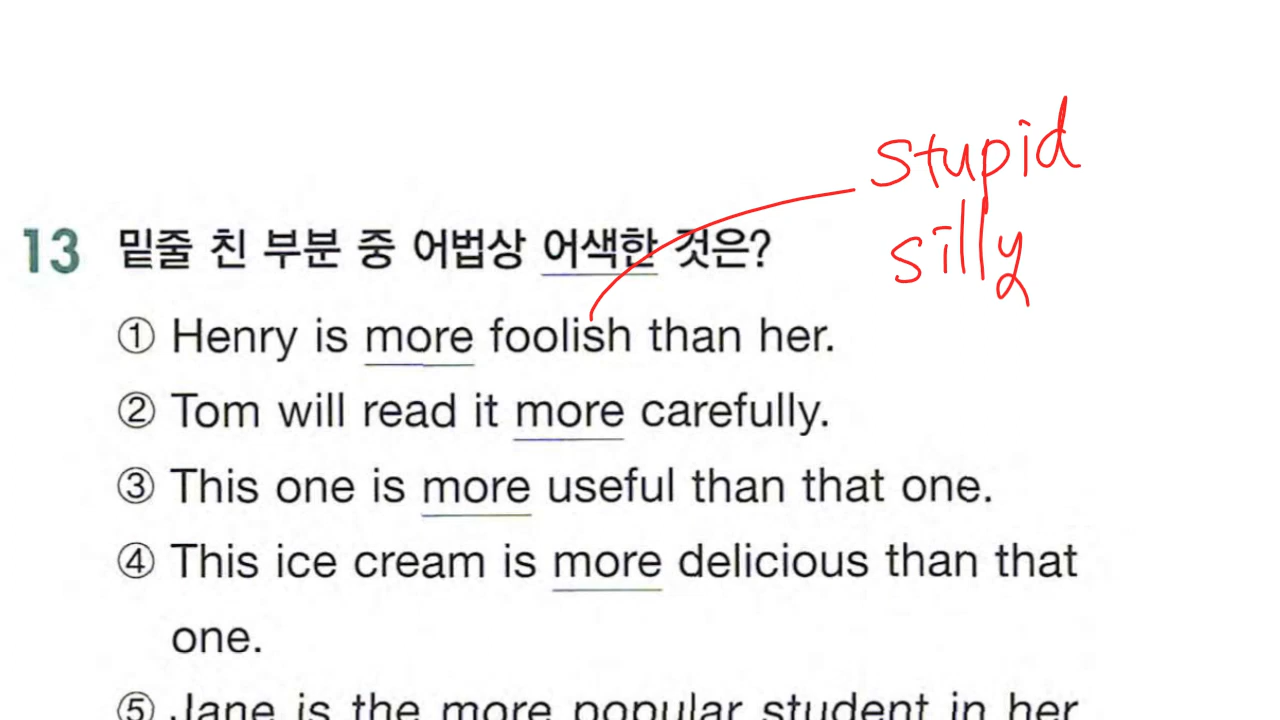 stupid
silly
13 밑줄 친 부분 중 어법상 어색한 것은?
① Henry is more foolish than her.
② Tom will read it more carefully.
③ This one is more useful than that one.
④ This ice cream is more delicious than that
one.
⑤ Jane is the more popular student in her